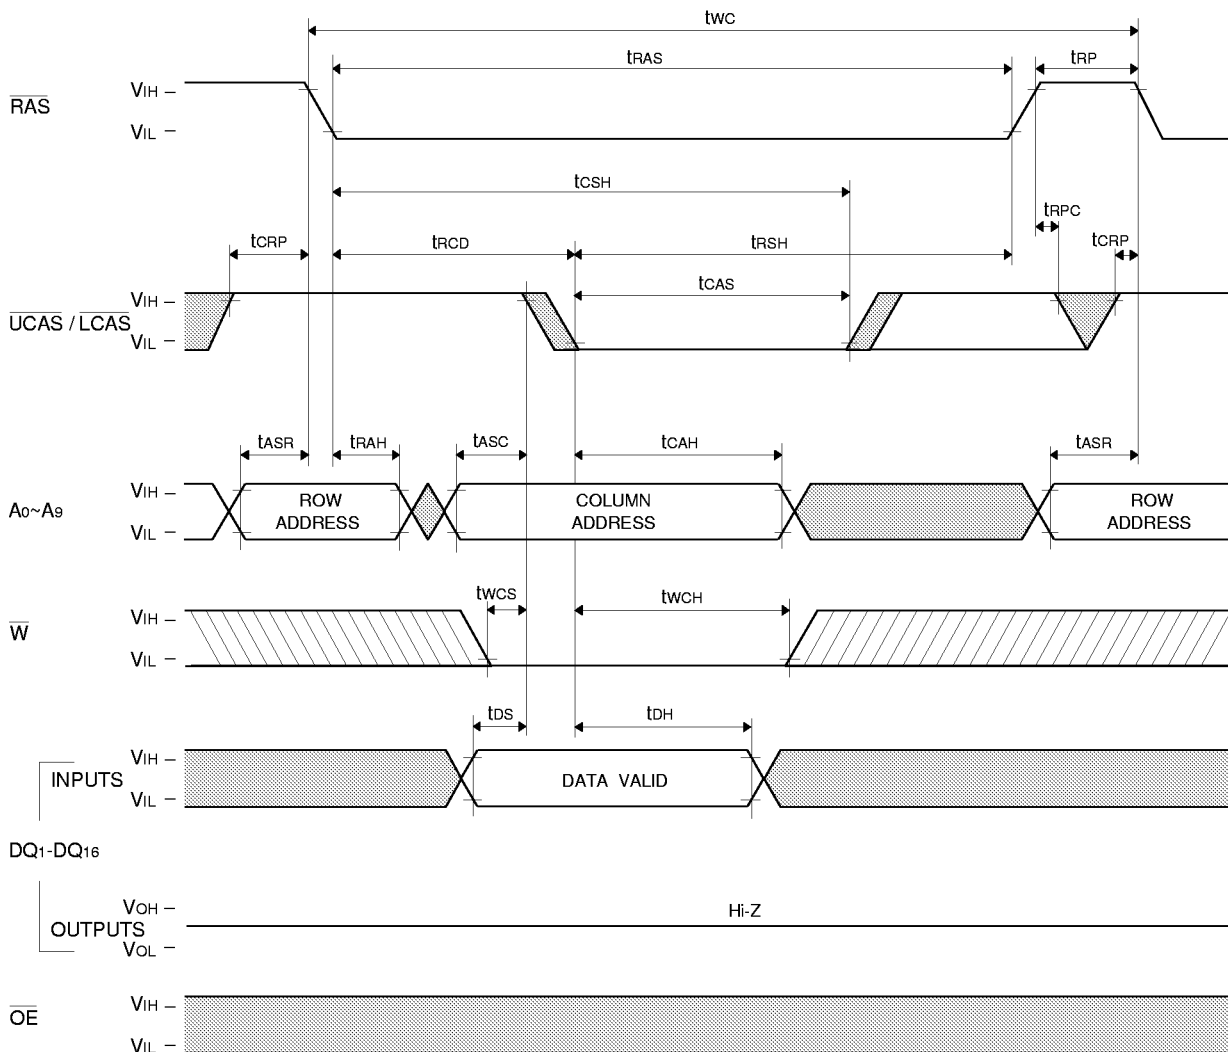 tWC
tRAS
tRP
RAS
VIH
VIL
tCSH
tRPC
tCRP
tRCD
tRSH
tCRP
tCAS
UCAS / LCAS
VIH
VIL
tASR
tRAH
tASC
tCAH
tASR
A0~A9
VIH
VIL
ROW
ADDRESS
COLUMN
ADDRESS
ROW
ADDRESS
tWCS
tWCH
W
VIH
VIL
tDS
tDH
INPUTS
VIH
VIL
DATA VALID
DQ1-DQ16
OUTPUTS
VOH
VOL
Hi-Z
OE
VIH
VIL